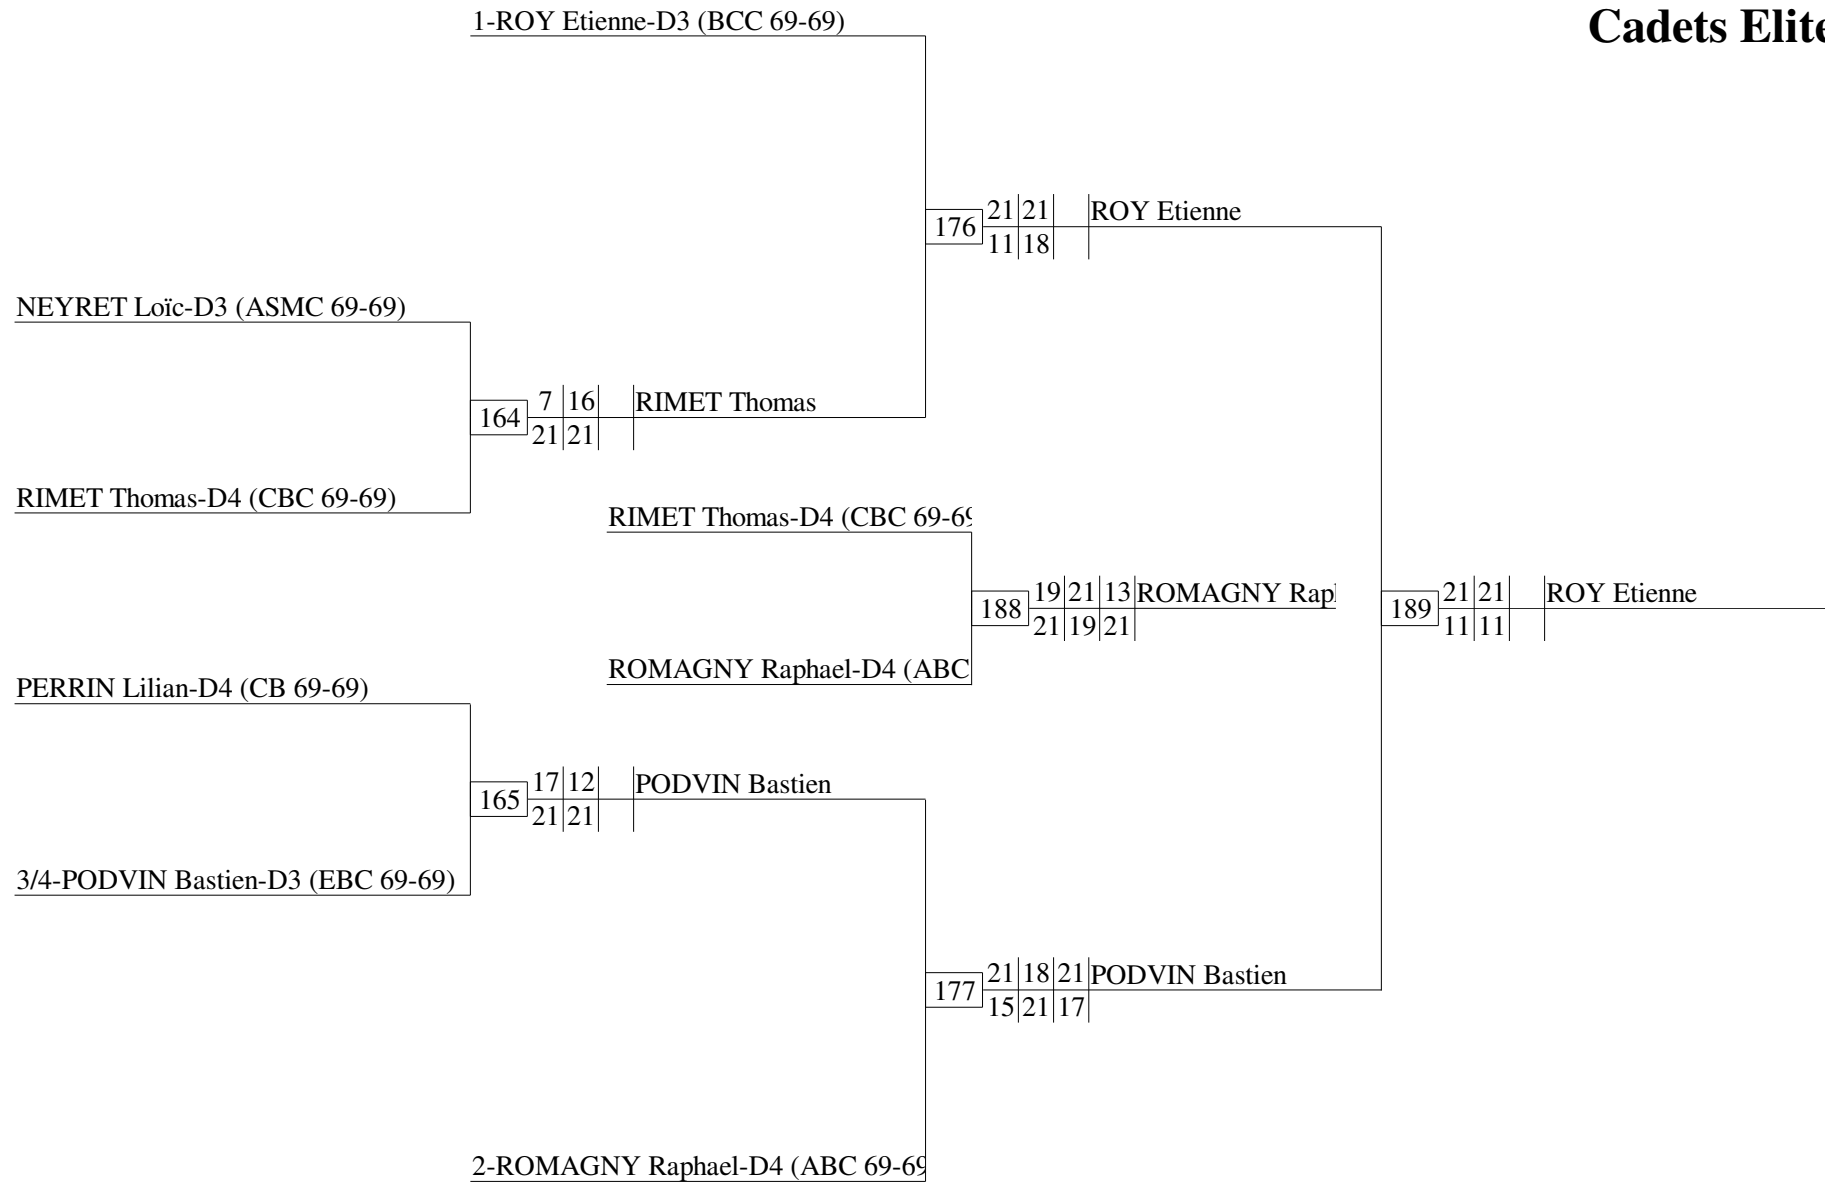 1-ROY Etienne-D3 (BCC 69-69)
Cadets Elite
21 21 ROY Etienne
176
11 18
NEYRET Loïc-D3 (ASMC 69-69)
7 16 RIMET Thomas
164
21 21
RIMET Thomas-D4 (CBC 69-69)
RIMET Thomas-D4 (CBC 69-69
19 21 13 ROMAGNY Rap
188
21 19 21
21 21 ROY Etienne
189
11 11
ROMAGNY Raphael-D4 (ABC
PERRIN Lilian-D4 (CB 69-69)
17 12 PODVIN Bastien
165
21 21
3/4-PODVIN Bastien-D3 (EBC 69-69)
21 18 21 PODVIN Bastien
177
15 21 17
2-ROMAGNY Raphael-D4 (ABC 69-69